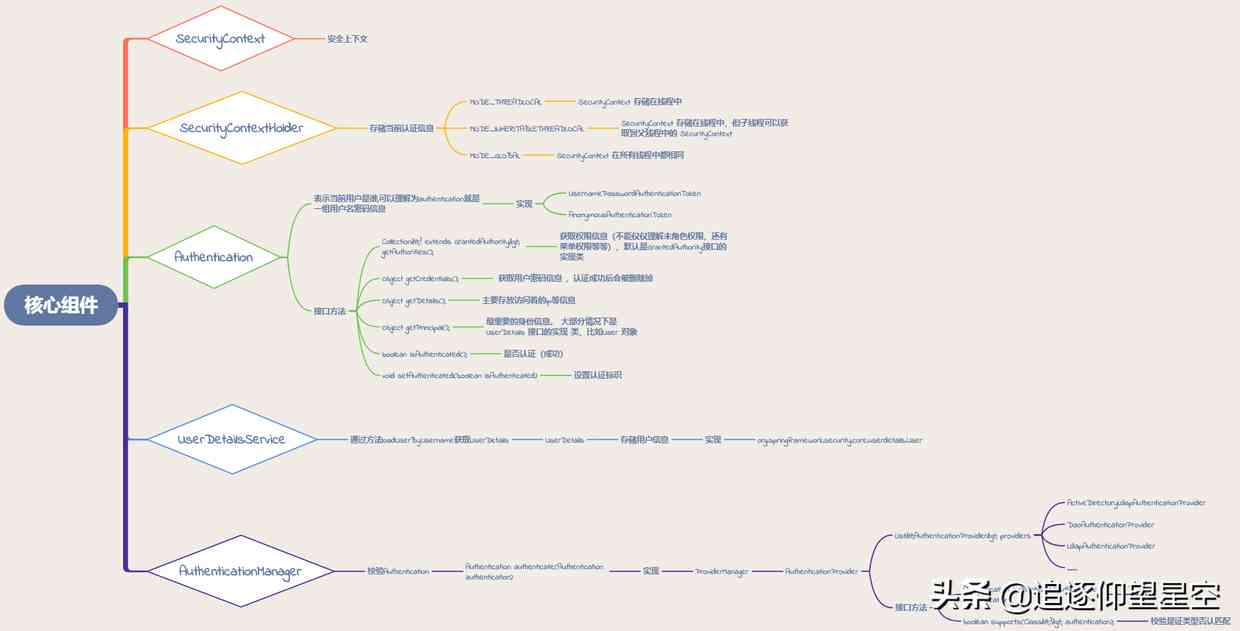 核心组件
SecurityContext
安全上下文
SecurityContextHolder
存储当前认证信息
MODE_THREADLOCAL
SecurityContext 存储在线程中
MODE_INHERITABLETHREADLOCAL
SecurityContext 存储在线程中，但子线程可以获
取到父线程中的 SecurityContext
MODE_GLOBAL
SecurityContext 在所有线程中都相同
Authentication
表示当前用户是谁,可以理解为authentication就是
一组用户名密码信息
实现
UsernamePasswordAuthenticationToken
AnonymousAuthenticationToken
接口方法
Collection&lt;? extends GrantedAuthority&gt;
getAuthorities();
获取权限信息（不能仅仅理解未角色权限，还有
菜单权限等等），默认是GrantedAuthority接口的
实现类
Object getCredentials();
获取用户密码信息 ，认证成功后会被删除掉
Object getDetails();
主要存放访问着的ip等信息
Object getPrincipal();
最重要的身份信息。 大部分情况下是
UserDetails 接口的实现 类，比如User 对象
boolean isAuthenticated();
是否认证（成功）
void setAuthenticated(boolean isAuthenticated)
设置认证标识
UserDetailsService
通过方法loadUserByUsername获取UserDetails
UserDetails
存储用户信息
实现
org.springframework.security.core.userdetails.User
AuthenticationManager
校验Authentication
Authentication authenticate(Authentication
authentication)
实现
ProviderManager
AuthenticationProvider
List&lt;AuthenticationProvider&gt; providers
ActiveDirectoryLdapAuthenticationProvider
DaoAuthenticationProvider
LdapAuthenticationProvider
......
接口方法
boolean supports(Class&lt;?&gt; authentication);
校验是证类型否认匹配
头条 @追逐仰望星空